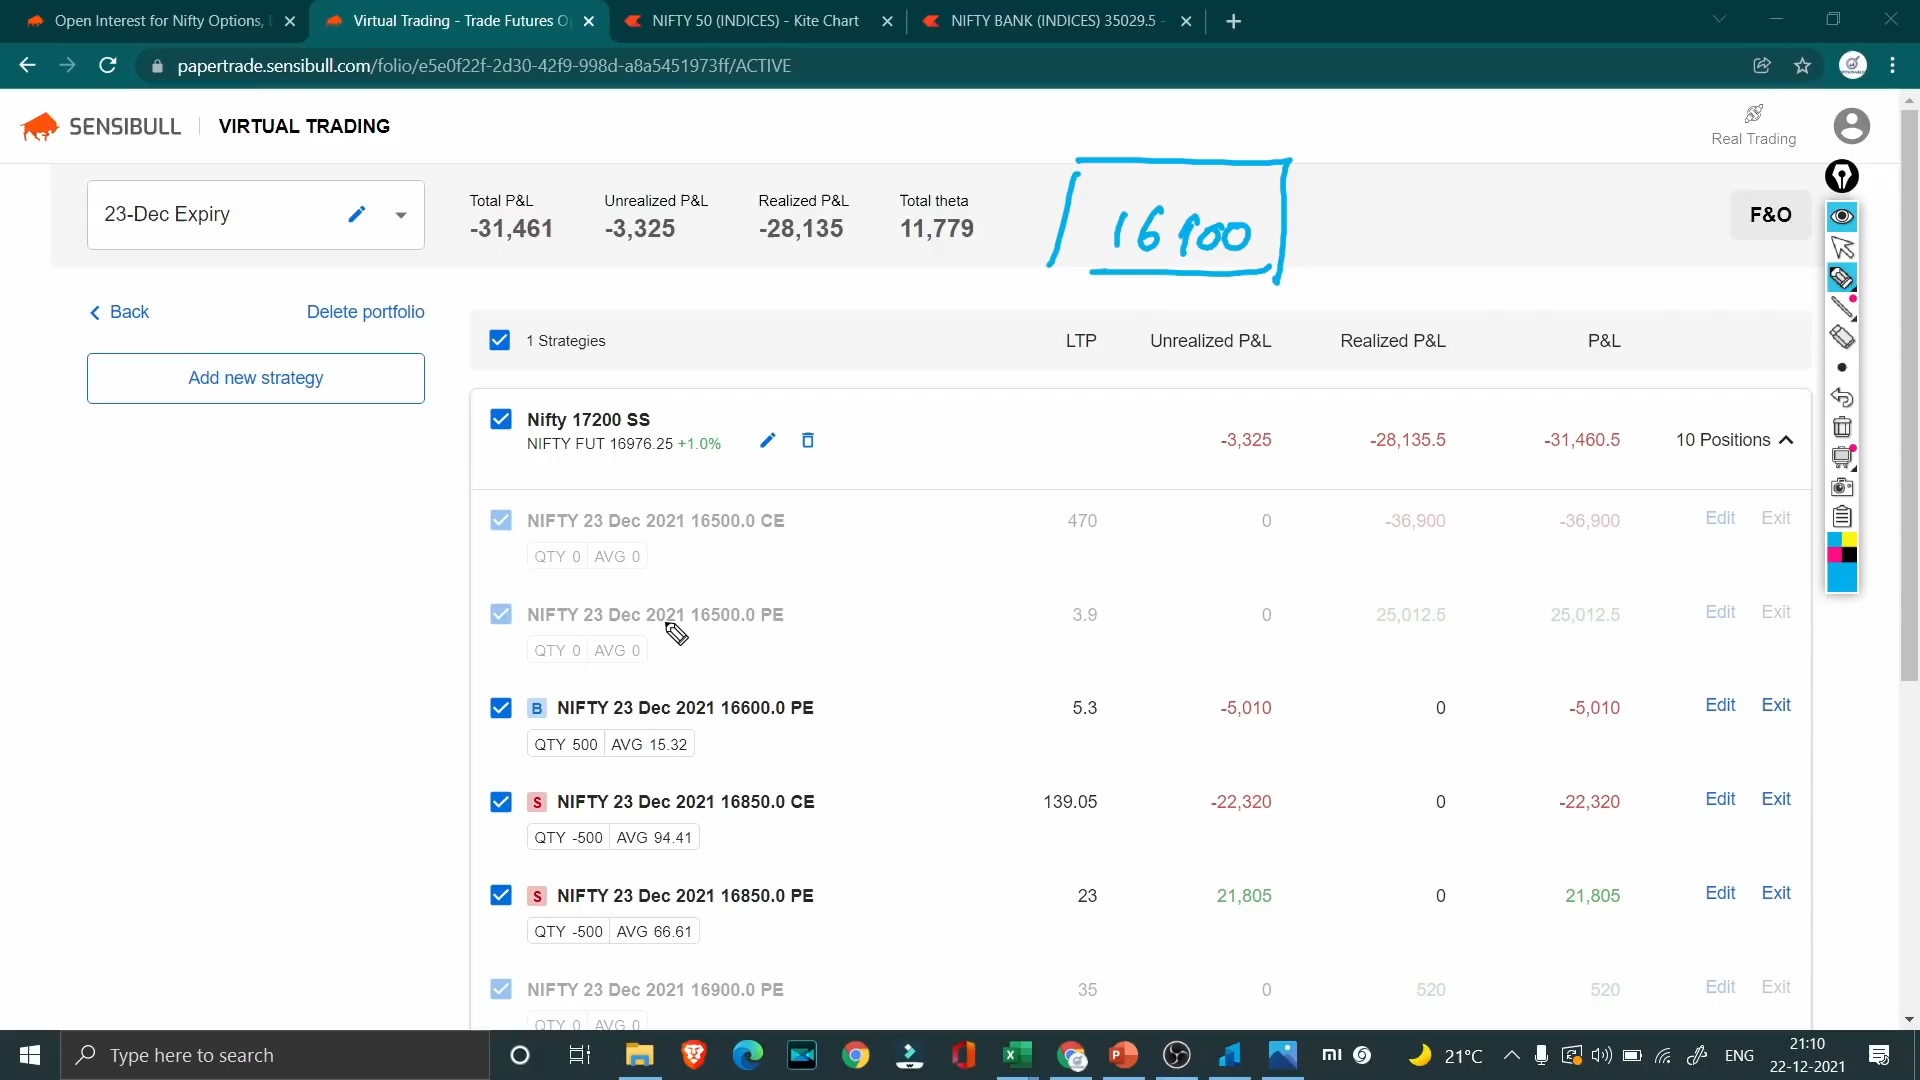 Open Interest for Nifty Options,
Virtual Trading - Trade Futures O
NIFTY 50 (INDICES) - Kite Chart
NIFTY BANK (INDICES) 35029.5 -
papertrade.sensibull.com/folio/e5e0f22f-2d30-42f9-998d-a8a5451973ff/ACTIVE
SENSIBULL
VIRTUAL TRADING
Real Trading
23-Dec Expiry
Total P&L
-31,461
Unrealized P&L
-3,325
Realized P&L
-28,135
Total theta
11,779
16900
F&O
Back
Delete portfolio
Add new strategy
1 Strategies LTP Unrealized P&L Realized P&L P&L
Nifty 17200 SS
NIFTY FUT 16976.25 +1.0%
-3,325 -28,135.5 -31,460.5 10 Positions
NIFTY 23 Dec 2021 16500.0 CE 470 0 -36,900 -36,900 Edit Exit
QTY 0 AVG 0
NIFTY 23 Dec 2021 16500.0 PE 3.9 0 25,012.5 25,012.5 Edit Exit
QTY 0 AVG 0
B NIFTY 23 Dec 2021 16600.0 PE 5.3 -5,010 0 -5,010 Edit Exit
QTY 500 AVG 15.32
S NIFTY 23 Dec 2021 16850.0 CE 139.05 -22,320 0 -22,320 Edit Exit
QTY -500 AVG 94.41
S NIFTY 23 Dec 2021 16850.0 PE 23 21,805 0 21,805 Edit Exit
QTY -500 AVG 66.61
NIFTY 23 Dec 2021 16900.0 PE 35 0 520 520 Edit Exit
QTY 0 AVG 0
Type here to search
21°C
ENG
21:10
22-12-2021